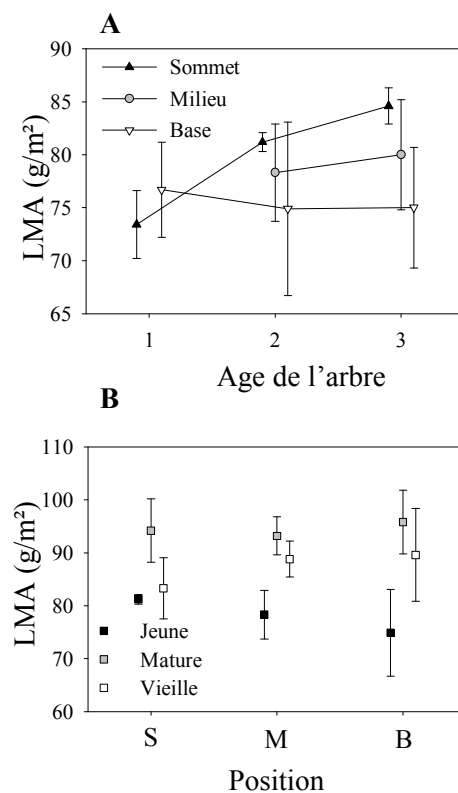 A
90
85
80
75
70
65
LMA (g/m²)
Sommet
Milieu
Base
1 2 3
Age de l’arbre
B
110
100
90
80
70
60
LMA (g/m²)
Jeune
Mature
Vieille
S M B
Position